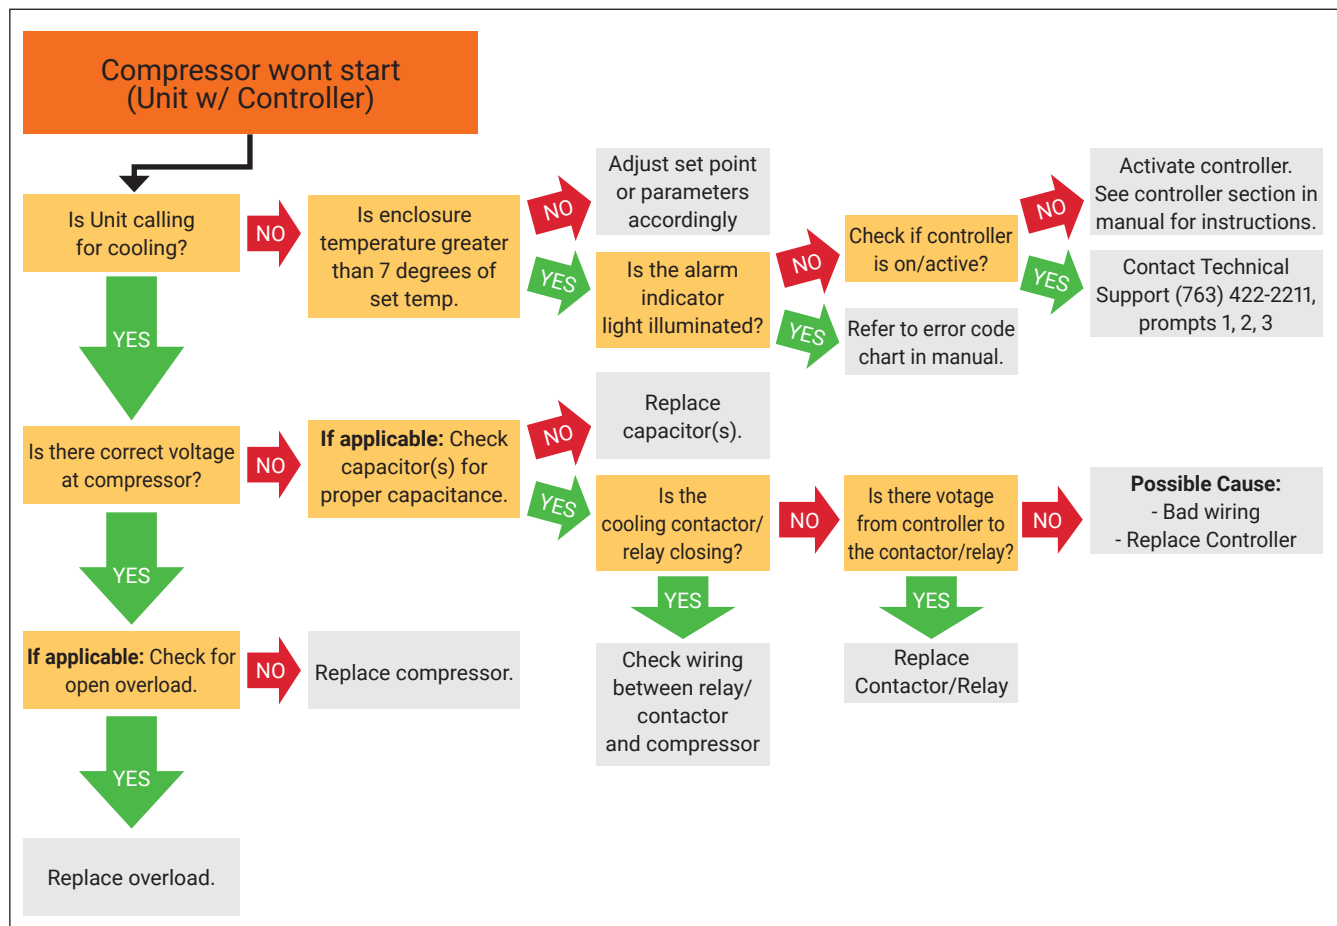 Compressor wont start
(Unit w/ Controller)
Is Unit calling
for cooling?
NO
Is enclosure
temperature greater
than 7 degrees of
set temp.
NO
Adjust set point
or parameters
accordingly
YES
Is the alarm
indicator
light illuminated?
NO
Check if controller
is on/active?
NO
Activate controller.
See controller section in
manual for instructions.
YES
Contact Technical
Support (763) 422-2211,
prompts 1, 2, 3
YES
Refer to error code
chart in manual.
YES
Is there correct voltage
at compressor?
NO
If applicable: Check
capacitor(s) for
proper capacitance.
NO
Replace
capacitor(s).
YES
Is the
cooling contactor/
relay closing?
NO
Is there votage
from controller to
the contactor/relay?
NO
Possible Cause:
- Bad wiring
- Replace Controller
YES
Check wiring
between relay/
contactor
and compressor
YES
Replace
Contactor/Relay
YES
If applicable: Check for
open overload.
NO
Replace compressor.
YES
Replace overload.